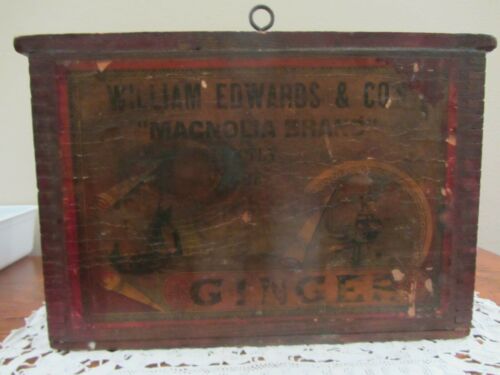 WILLIAM EDWARDS & CO'S
"MAGNOLIA BRAND"
GINGER